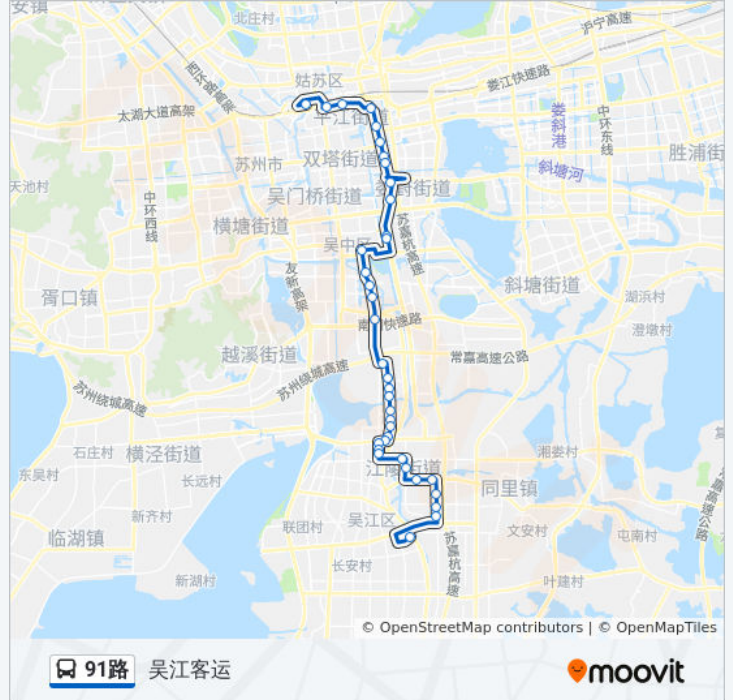 安镇
北庄村
沪宁高速
西环路高架
姑苏区
娄江快速路
太湖大道高架
平江街道
娄斜港
中环东线
双塔街道
苏州市
胜浦街
斜塘河
天池村
吴门桥街道
娄葑街道
中环西线
横塘街道
苏嘉杭高速
吴中区
友新高架
斜塘街道
胥口镇
湖浜村
南 快速路
澄墩村
越溪街道
常嘉高速公路
苏州绕城高速
苏州绕城高速
石庄村
横泾街道
湘娄村
东吴村
长远村
江陵街道
同里镇
新齐村
吴江区
联团村
文安村
屯南村
临湖镇
苏嘉杭高速
长安村
新湖村
叶建村
© OpenStreetMap contributors | © OpenMapTiles
91路 吴江客运
moovit